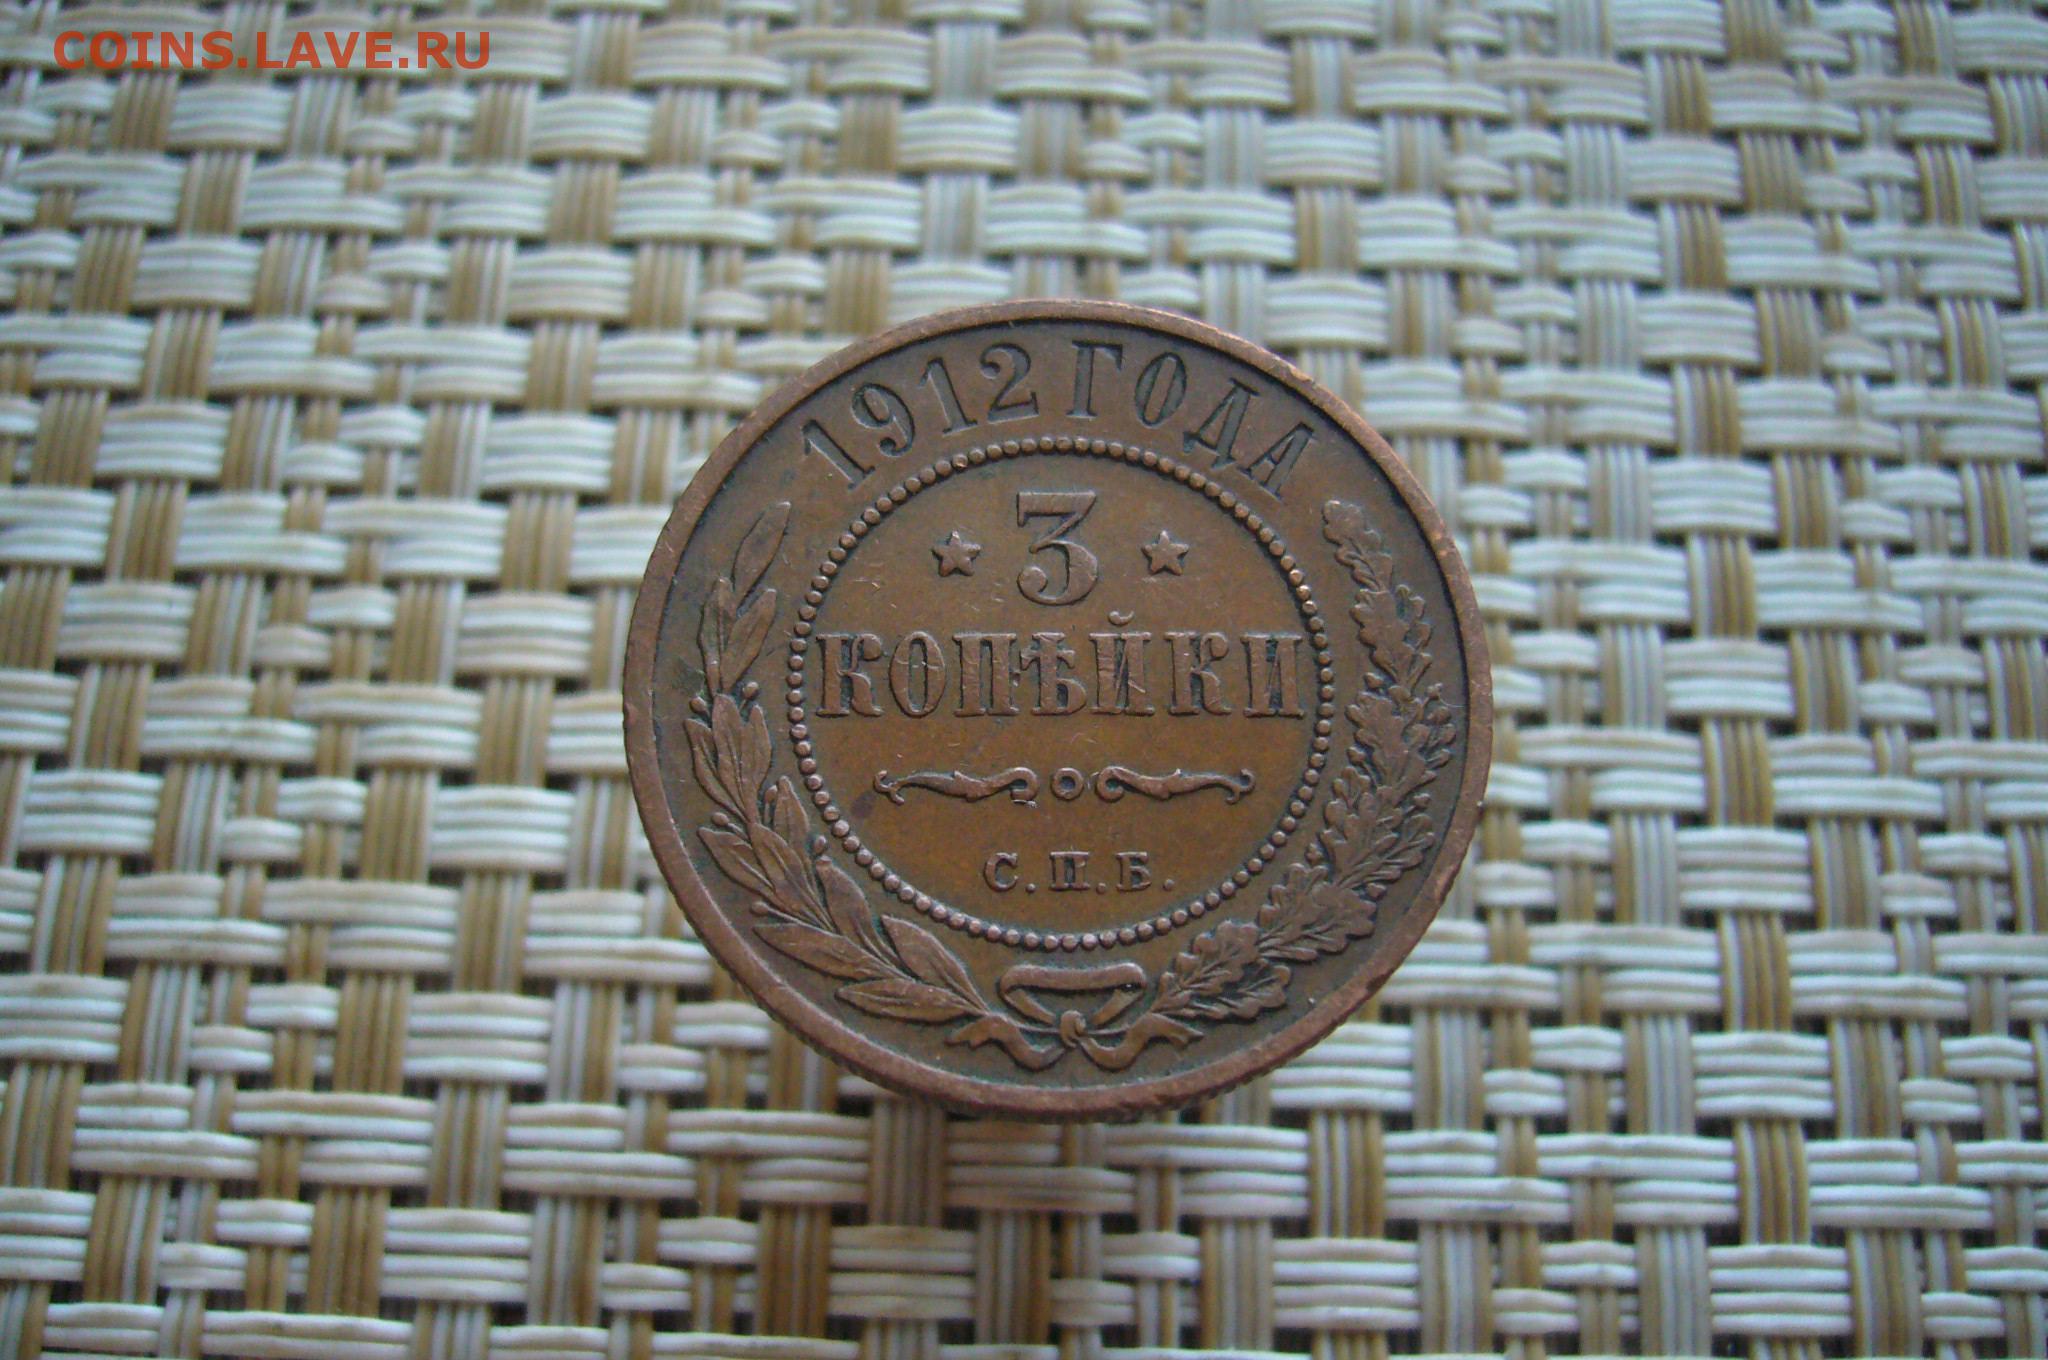 COINS.LAVE.RU
1912 ГОДА
3
КОПѢЙКИ
С.П.Б.